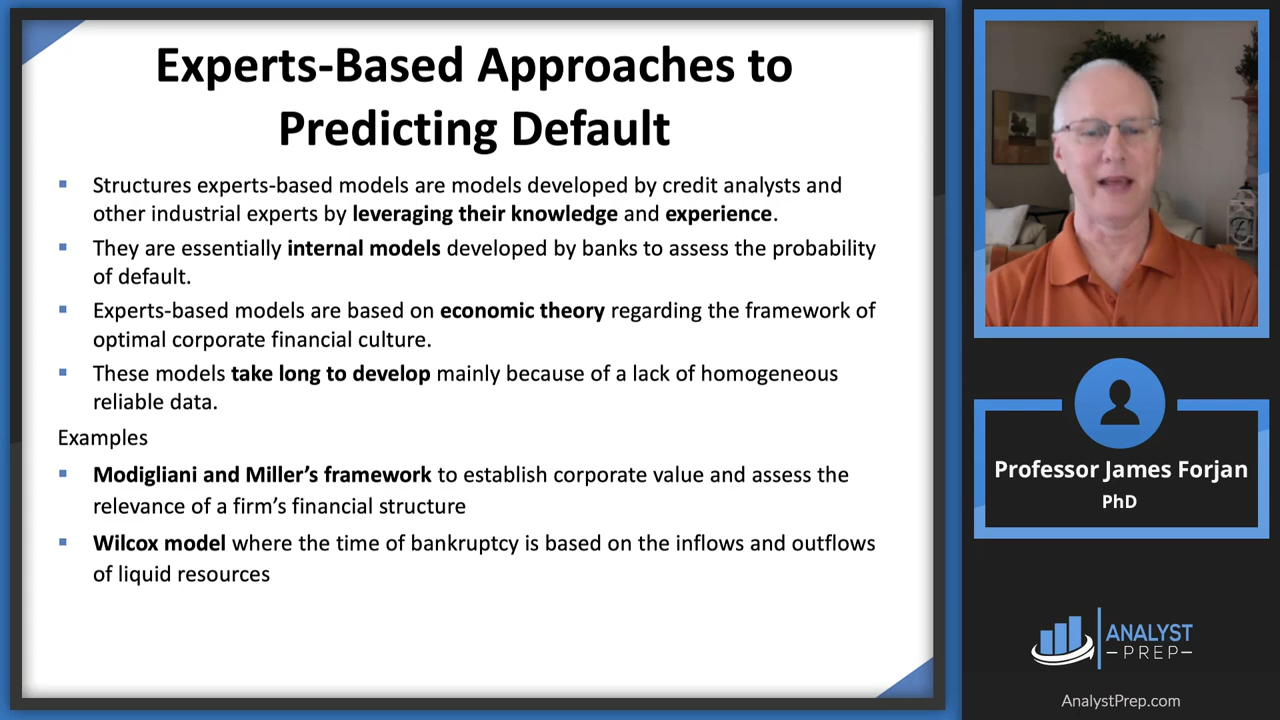 Experts-Based Approaches to
Predicting Default
Structures experts-based models are models developed by credit analysts and
other industrial experts by leveraging their knowledge and experience.
They are essentially internal models developed by banks to assess the probability
of default.
Experts-based models are based on economic theory regarding the framework of
optimal corporate financial culture.
These models take long to develop mainly because of a lack of homogeneous
reliable data.
Examples
Modigliani and Miller's framework to establish corporate value and assess the
relevance of a firm's financial structure
Wilcox model where the time of bankruptcy is based on the inflows and outflows
of liquid resources
Professor James Forjan
PhD
ANALYST
PREP
AnalystPrep.com